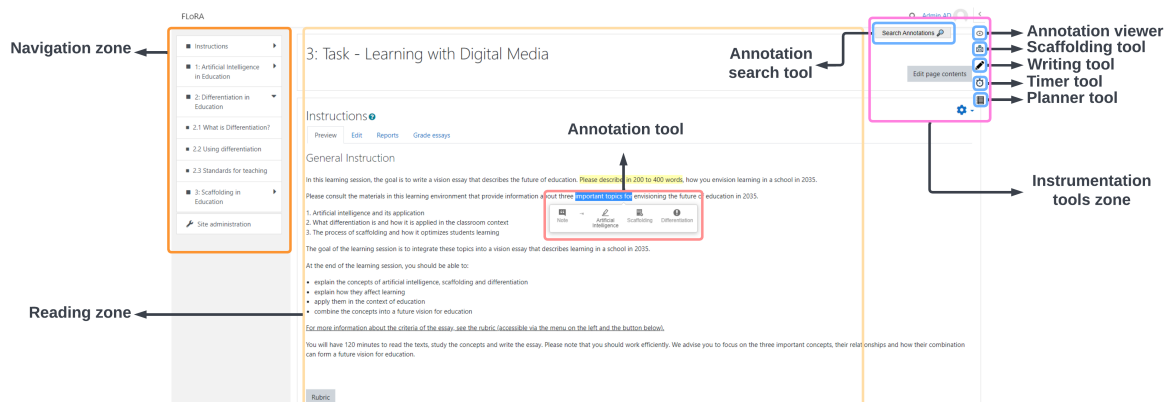 FLoRA
Admin AD
Navigation zone
Instructions
1: Artificial Intelligence
in Education
2: Differentiation in
Education
2.1 What is Differentiation?
2.2 Using differentiation
2.3 Standards for teaching
3: Scaffolding in
Education
Site administration
Reading zone
3: Task - Learning with Digital Media
Annotation
search tool
Search Annotations
Edit page contents
Annotation viewer
Scaffolding tool
Writing tool
Timer tool
Planner tool
Instrumentation
tools zone
Instructions
Preview Edit Reports Grade essays
Annotation tool
General Instruction
In this learning session, the goal is to write a vision essay that describes the future of education. Please describe in 200 to 400 words, how you envision learning in a school in 2035.
Please consult the materials in this learning environment that provide information about three important topics for envisioning the future of education in 2035.
Note → Artificial Intelligence Scaffolding Differentiation
1. Artificial intelligence and its application
2. What differentiation is and how it is applied in the classroom context
3. The process of scaffolding and how it optimizes students learning
The goal of the learning session is to integrate these topics into a vision essay that describes learning in a school in 2035.
At the end of the learning session, you should be able to:
• explain the concepts of artificial intelligence, scaffolding and differentiation
• explain how they affect learning
• apply them in the context of education
• combine the concepts into a future vision for education
For more information about the criteria of the essay, see the rubric (accessible via the menu on the left and the button below).
You will have 120 minutes to read the texts, study the concepts and write the essay. Please note that you should work efficiently. We advise you to focus on the three important concepts, their relationships and how their combination
can form a future vision for education.
Rubric